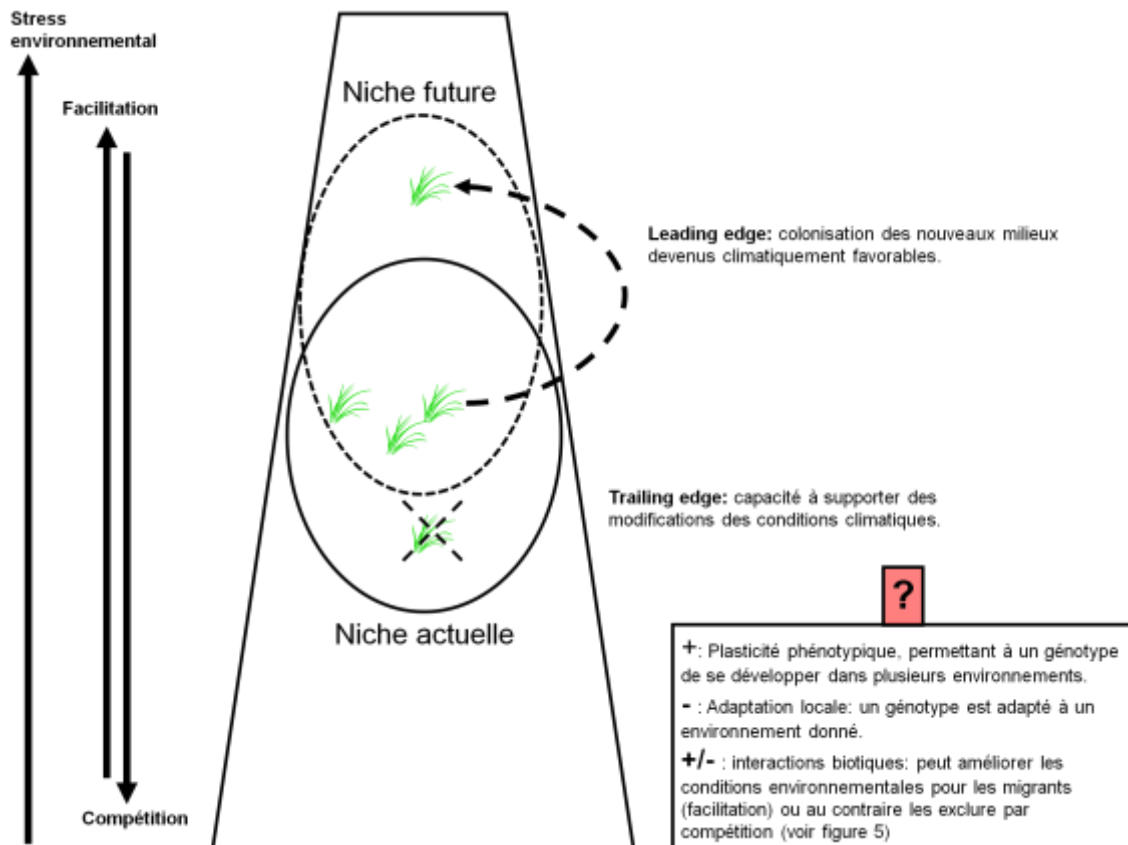 Stress
environnemental
Facilitation
Niche future
Leading edge: colonisation des nouveaux milieux
devenus climatiquement favorables.
Trailing edge: capacité à supporter des
modifications des conditions climatiques.
Niche actuelle
?
+: Plasticité phénotypique, permettant à un génotype
de se développer dans plusieurs environnements.
- : Adaptation locale: un génotype est adapté à un
environnement donné.
+/- : interactions biotiques: peut améliorer les
conditions environnementales pour les migrants
(facilitation) ou au contraire les exclure par
compétition (voir figure 5)
Compétition